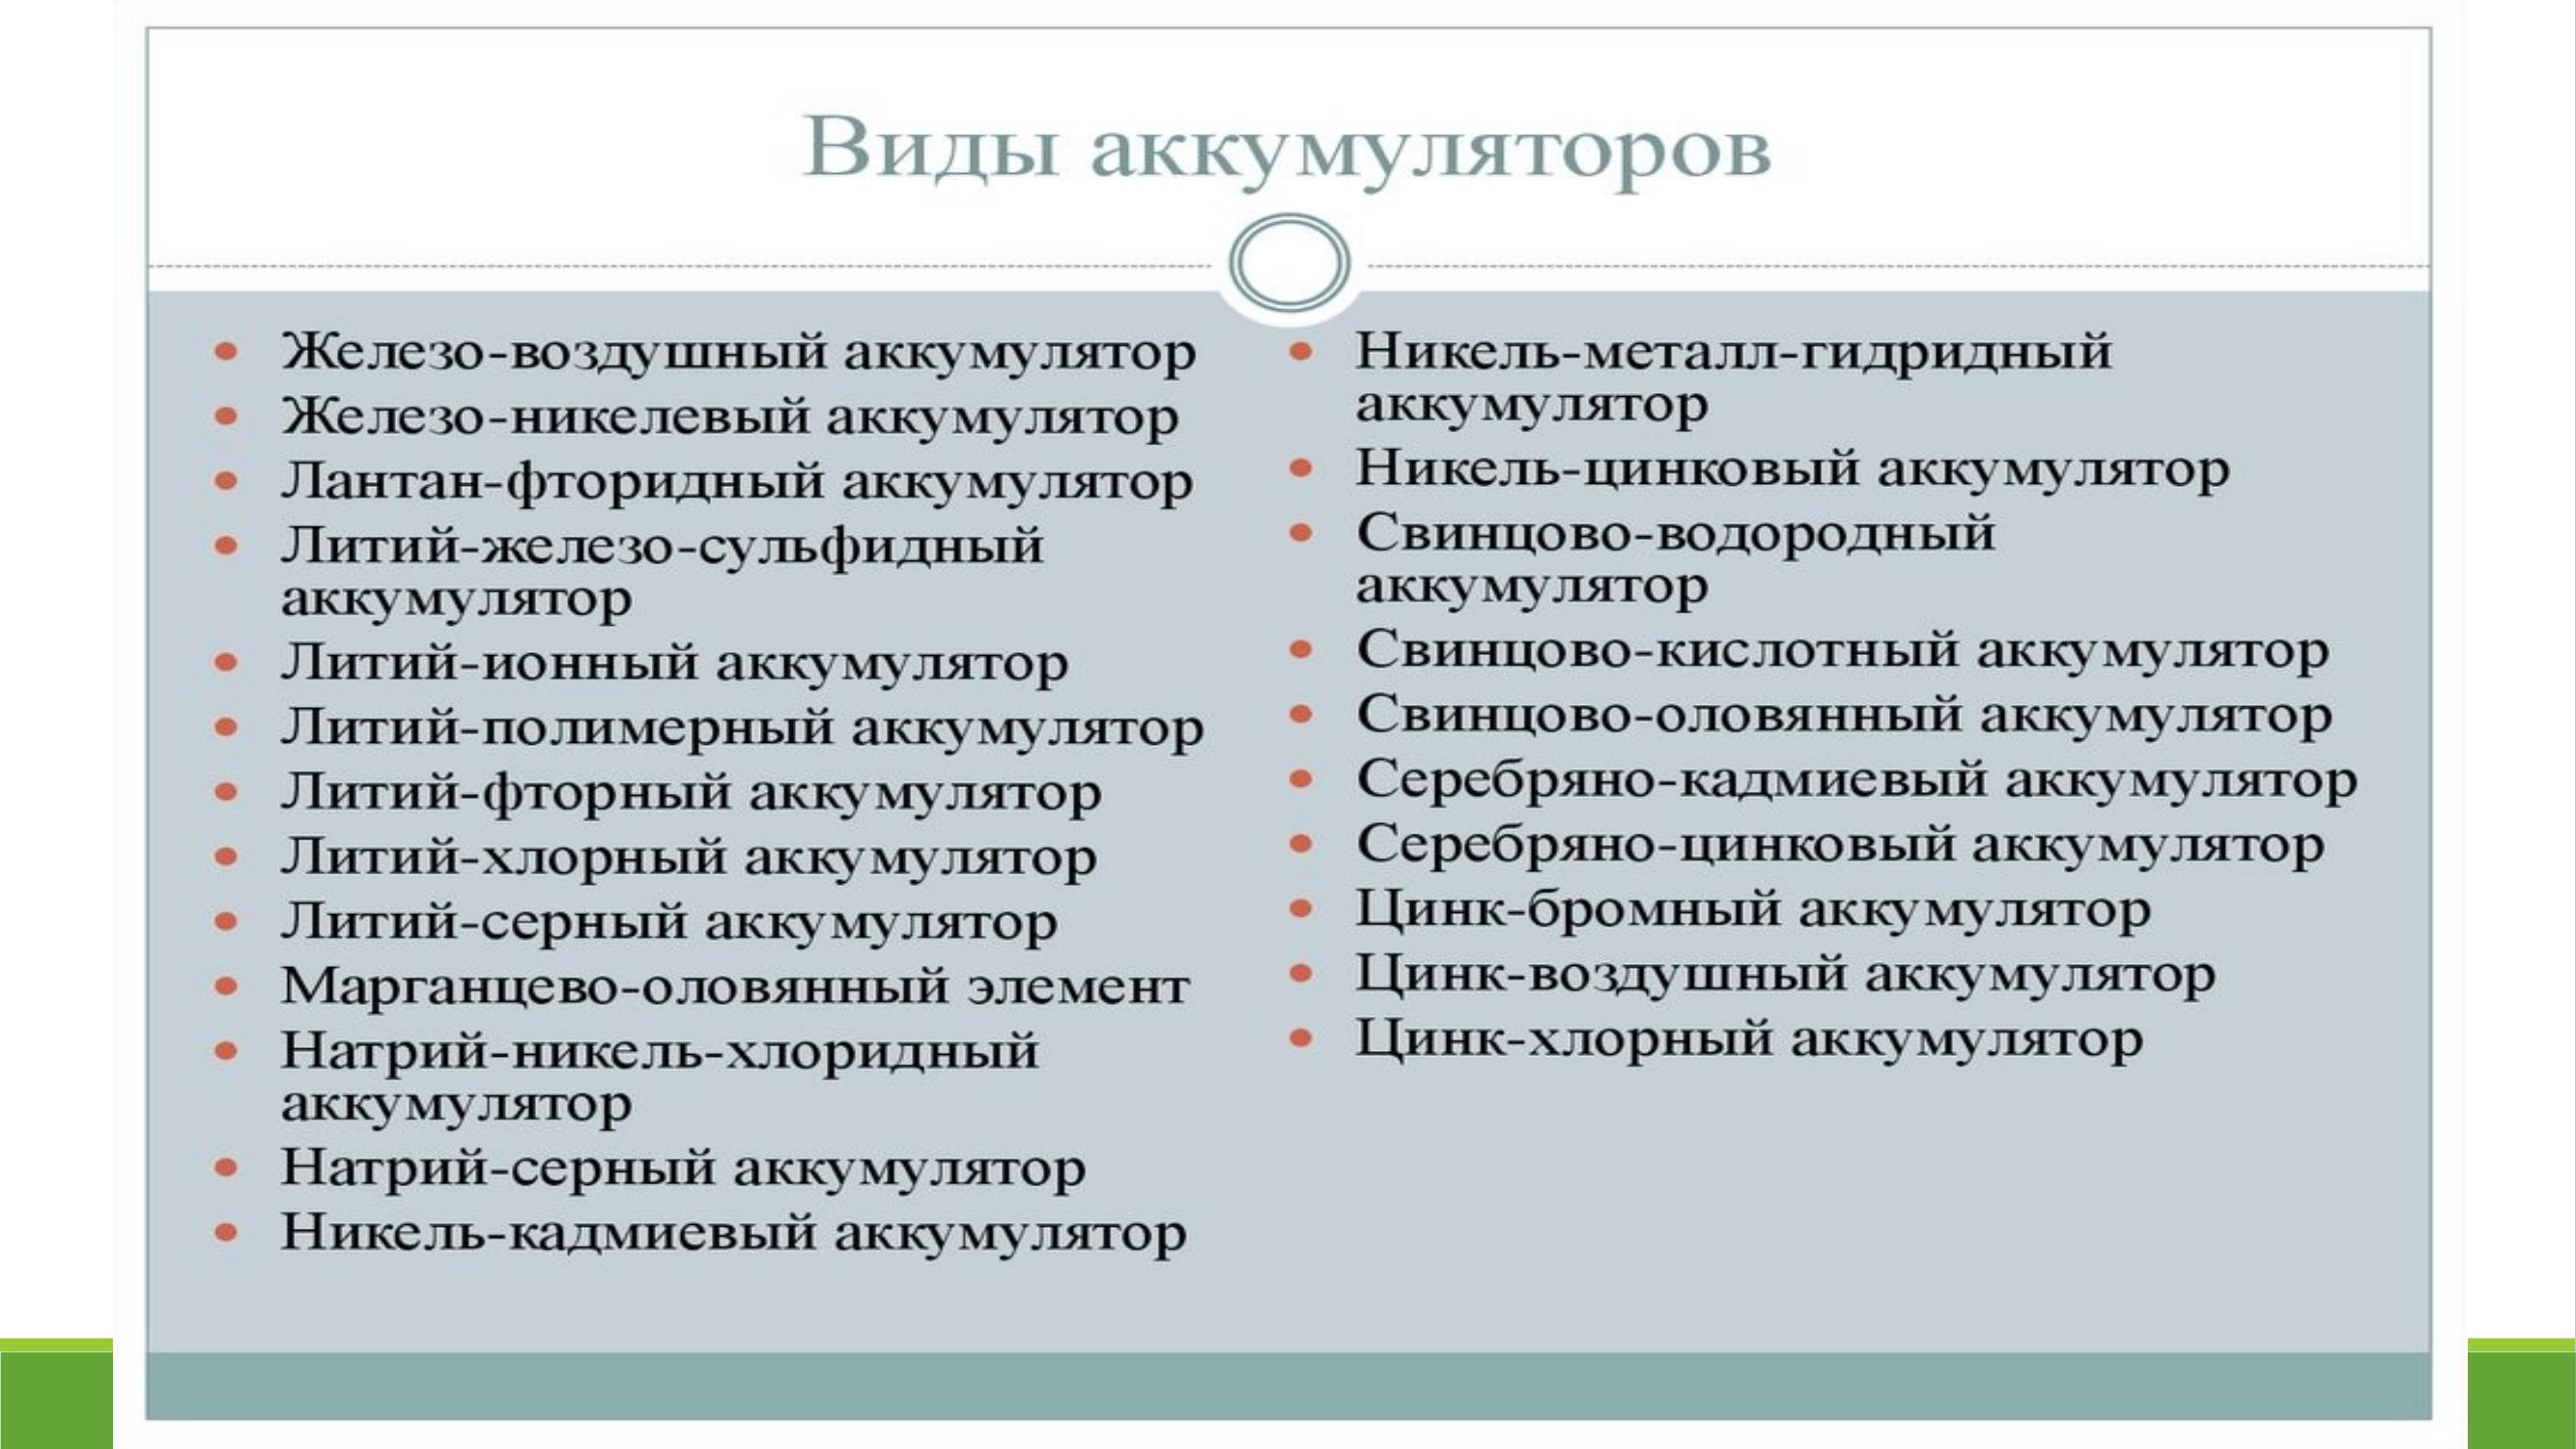 Виды аккумуляторов
Железо-воздушный аккумулятор
Железо-никелевый аккумулятор
Лантан-фторидный аккумулятор
Литий-железо-сульфидный
аккумулятор
Литий-ионный аккумулятор
Литий-полимерный аккумулятор
Литий-фторный аккумулятор
Литий-хлорный аккумулятор
Литий-серный аккумулятор
Марганцево-оловянный элемент
Натрий-никель-хлоридный
аккумулятор
Натрий-серный аккумулятор
Никель-кадмиевый аккумулятор
Никель-металл-гидридный
аккумулятор
Никель-цинковый аккумулятор
Свинцово-водородный
аккумулятор
Свинцово-кислотный аккумулятор
Свинцово-оловянный аккумулятор
Серебряно-кадмиевый аккумулятор
Серебряно-цинковый аккумулятор
Цинк-бромный аккумулятор
Цинк-воздушный аккумулятор
Цинк-хлорный аккумулятор